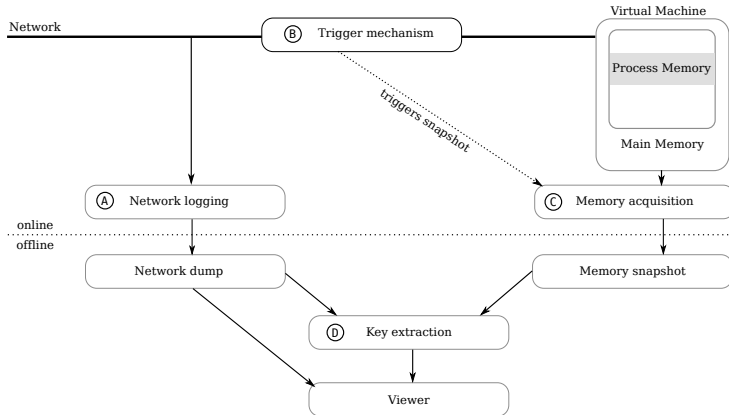 Virtual Machine
Network
B Trigger mechanism
Process Memory
triggers snapshot
Main Memory
A Network logging
C Memory acquisition
online
offline
Network dump
Memory snapshot
D Key extraction
Viewer